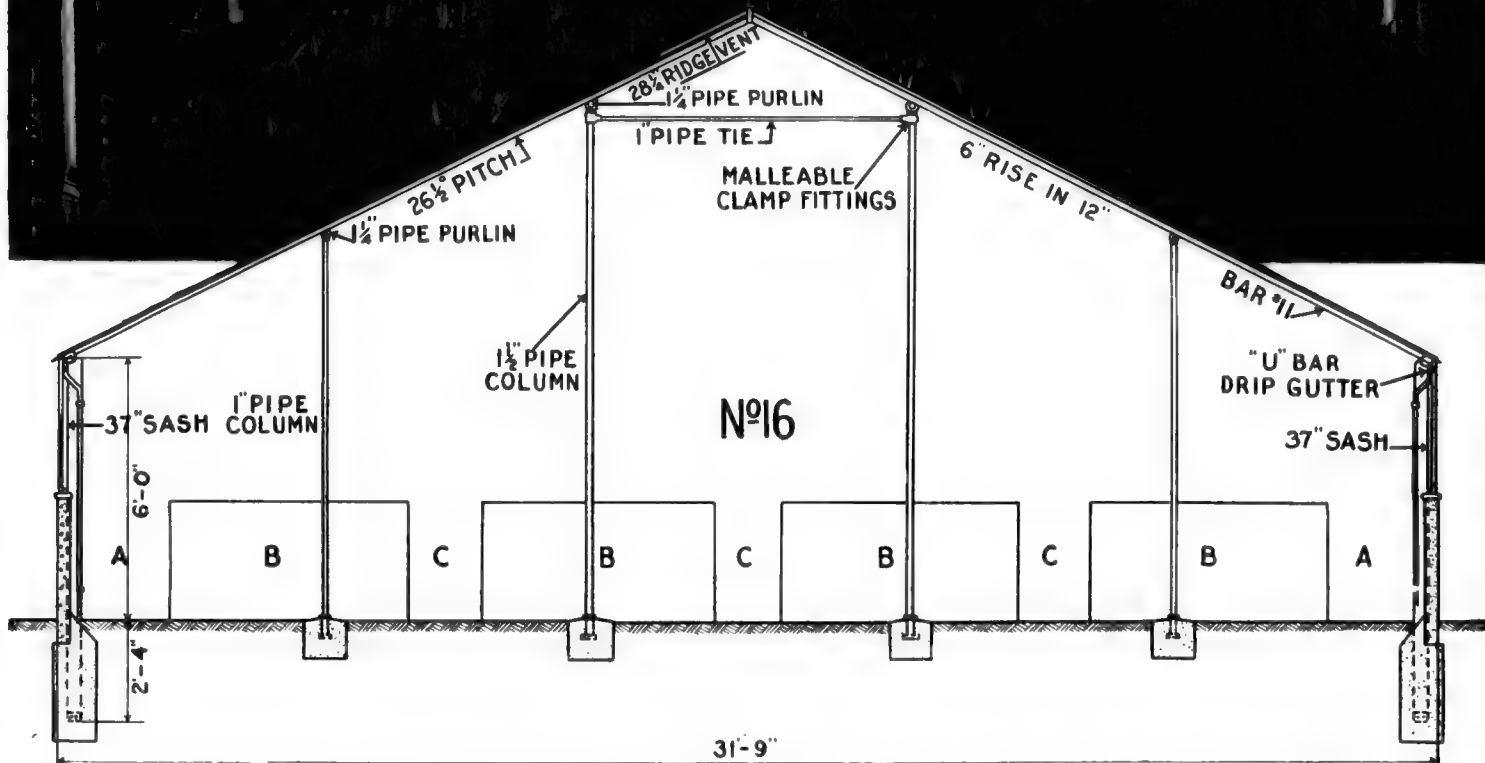 28¼" RIDGE VENT
1¼" PIPE PURLIN
1" PIPE TIE
26½° PITCH
MALLEABLE
CLAMP FITTINGS
6" RISE IN 12"
1¼" PIPE PURLIN
BAR #11
1½" PIPE
COLUMN
"U" BAR
DRIP GUTTER
1" PIPE
COLUMN
37" SASH
Nº16
37" SASH
6'-0"
A B C B C B C B A
2'-4"
31'-9"